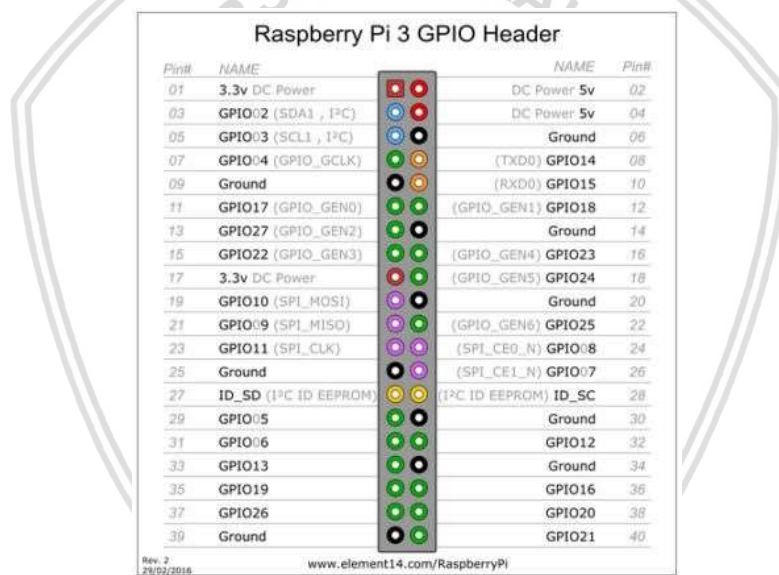 Raspberry Pi 3 GPIO Header
Pin# NAME NAME Pin#
01 3.3v DC Power DC Power 5v 02
03 GPIO02 (SDA1 , I²C) DC Power 5v 04
05 GPIO03 (SCL1 , I²C) Ground 06
07 GPIO04 (GPIO_GCLK) (TXD0) GPIO14 08
09 Ground (RXD0) GPIO15 10
11 GPIO17 (GPIO_GEN0) (GPIO_GEN1) GPIO18 12
13 GPIO27 (GPIO_GEN2) Ground 14
15 GPIO22 (GPIO_GEN3) (GPIO_GEN4) GPIO23 16
17 3.3v DC Power (GPIO_GEN5) GPIO24 18
19 GPIO10 (SPI_MOSI) Ground 20
21 GPIO09 (SPI_MISO) (GPIO_GEN6) GPIO25 22
23 GPIO11 (SPI_CLK) (SPI_CE0_N) GPIO08 24
25 Ground (SPI_CE1_N) GPIO07 26
27 ID_SD (I²C ID EEPROM) (I²C ID EEPROM) ID_SC 28
29 GPIO05 Ground 30
31 GPIO06 GPIO12 32
33 GPIO13 Ground 34
35 GPIO19 GPIO16 36
37 GPIO26 GPIO20 38
39 Ground GPIO21 40
Rev. 2
29/02/2016 www.element14.com/RaspberryPi